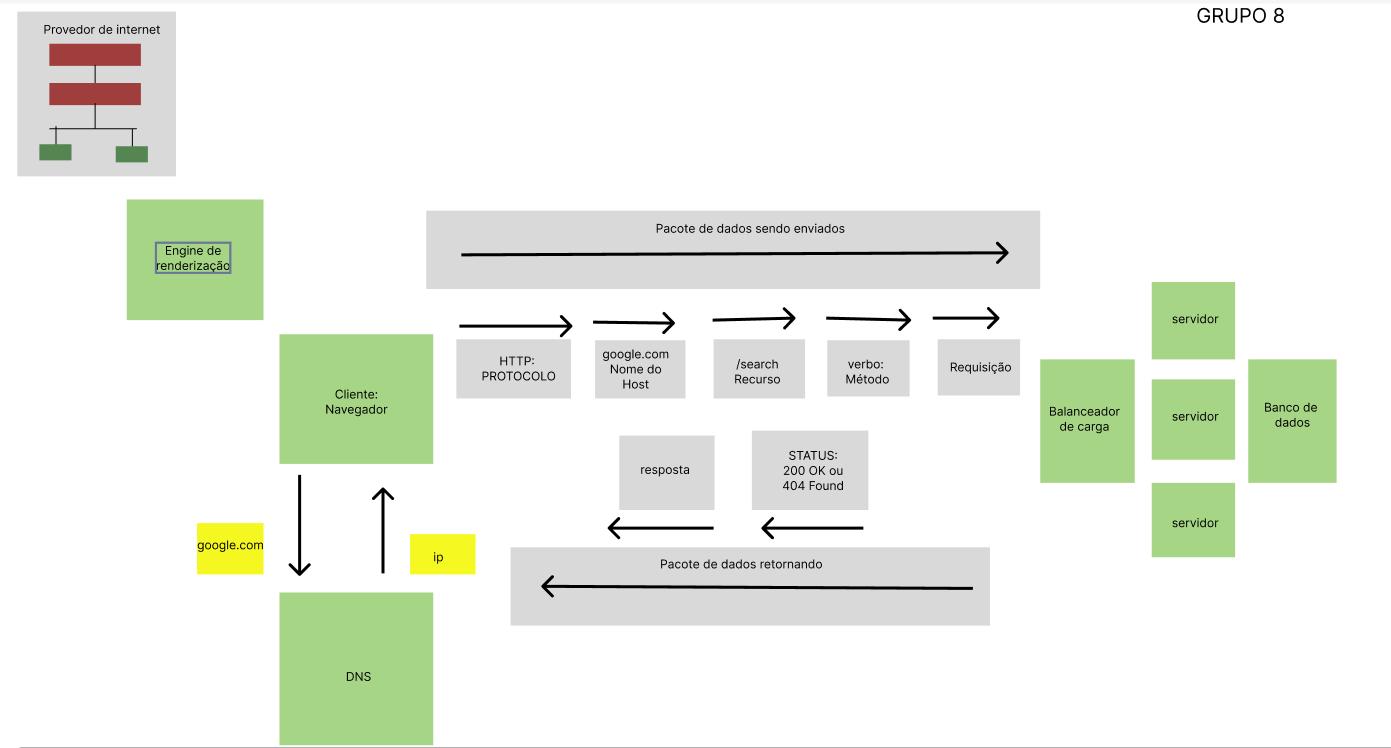 GRUPO 8
Provedor de internet
Engine de
renderização
Pacote de dados sendo enviados
HTTP:
PROTOCOLO
google.com
Nome do
Host
/search
Recurso
verbo:
Método
Requisição
Cliente:
Navegador
Balanceador
de carga
servidor
servidor
servidor
Banco de
dados
resposta
STATUS:
200 OK ou
404 Found
google.com
ip
Pacote de dados retornando
DNS